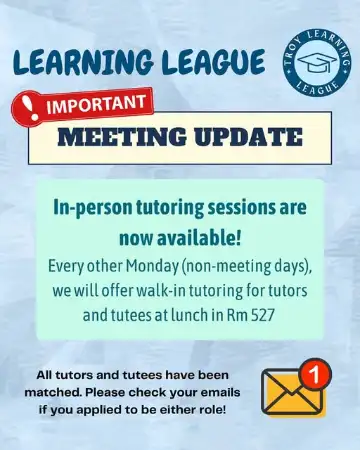 LEARNING LEAGUE
TROY LEARNING
LEAGUE
! IMPORTANT
MEETING UPDATE
In-person tutoring sessions are
now available!
Every other Monday (non-meeting days),
we will offer walk-in tutoring for tutors
and tutees at lunch in Rm 527
All tutors and tutees have been
matched. Please check your emails
if you applied to be either role!
1